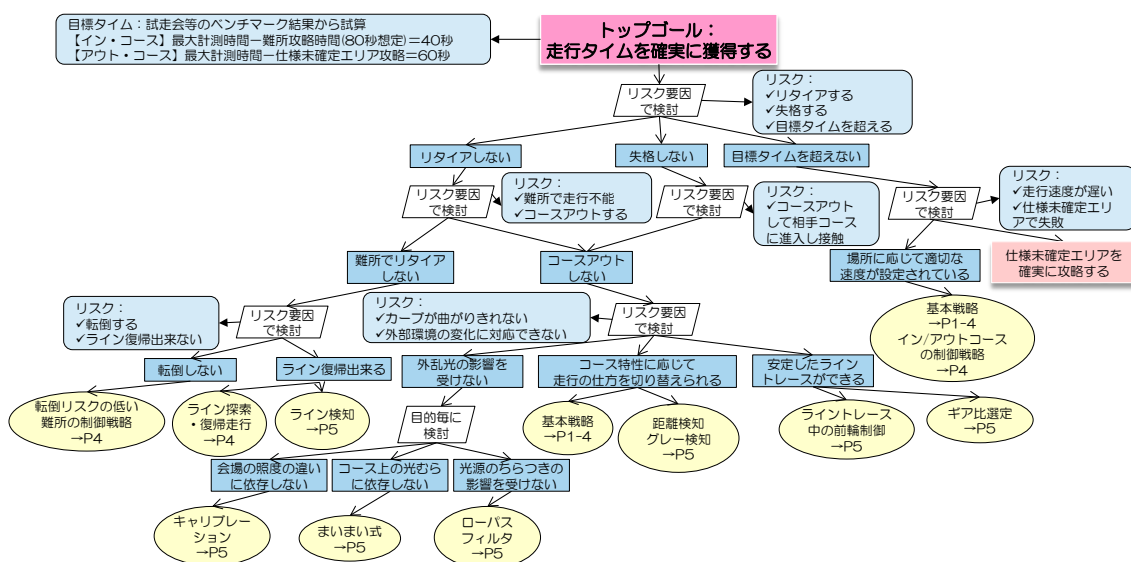 目標タイム：試走会等のベンチマーク結果から試算
【イン・コース】最大計測時間ー難所攻略時間(80秒想定)＝40秒
【アウト・コース】最大計測時間ー仕様未確定エリア攻略＝60秒
トップゴール：
走行タイムを確実に獲得する
リスク要因
で検討
リスク：
✓リタイアする
✓失格する
✓目標タイムを超える
リタイアしない
失格しない
目標タイムを超えない
リスク要因
で検討
リスク：
✓難所で走行不能
✓コースアウトする
リスク要因
で検討
リスク：
✓コースアウト
して相手コース
に進入し接触
リスク要因
で検討
リスク：
✓走行速度が遅い
✓仕様未確定エリ
アで失敗
難所でリタイア
しない
コースアウト
しない
場所に応じて適切な
速度が設定されている
仕様未確定エリアを
確実に攻略する
リスク：
✓転倒する
✓ライン復帰出来ない
リスク要因
で検討
リスク：
✓カーブが曲がりきれない
✓外部環境の変化に対応できない
リスク要因
で検討
基本戦略
→P1-4
イン/アウトコース
の制御戦略
→P4
転倒しない
ライン復帰出来る
外乱光の影響を
受けない
コース特性に応じて
走行の仕方を切り替えられる
安定したライン
トレースができる
転倒リスクの低い
難所の制御戦略
→P4
ライン探索
・復帰走行
→P4
ライン検知
→P5
目的毎に
検討
基本戦略
→P1-4
距離検知
グレー検知
→P5
ライントレース
中の前輪制御
→P5
ギア比選定
→P5
会場の照度の違い
に依存しない
コース上の光むら
に依存しない
光源のちらつきの
影響を受けない
キャリブレー
ション
→P5
まいまい式
→P5
ローパス
フィルタ
→P5